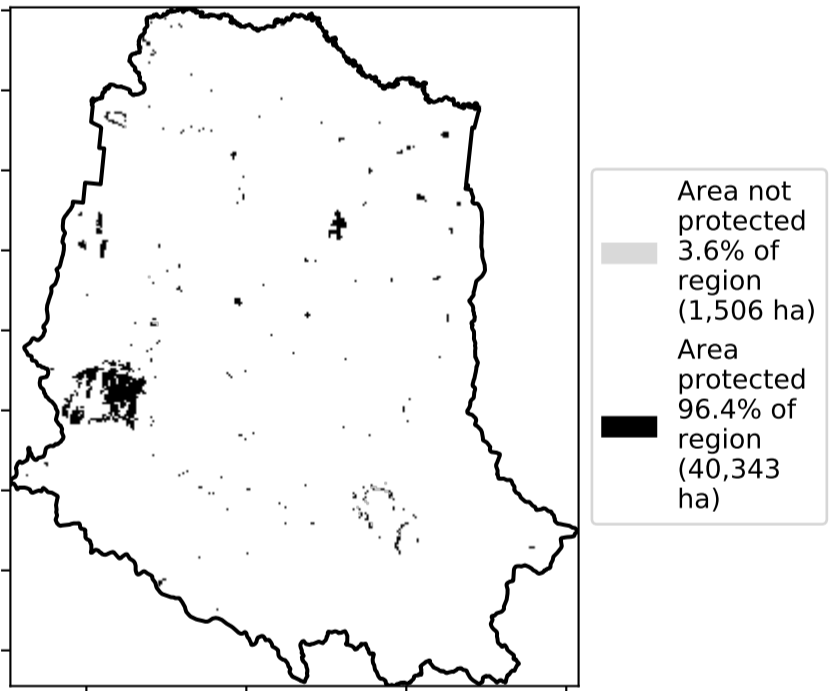 Area not
protected
3.6% of
region
(1,506 ha)
Area
protected
96.4% of
region
(40,343
ha)